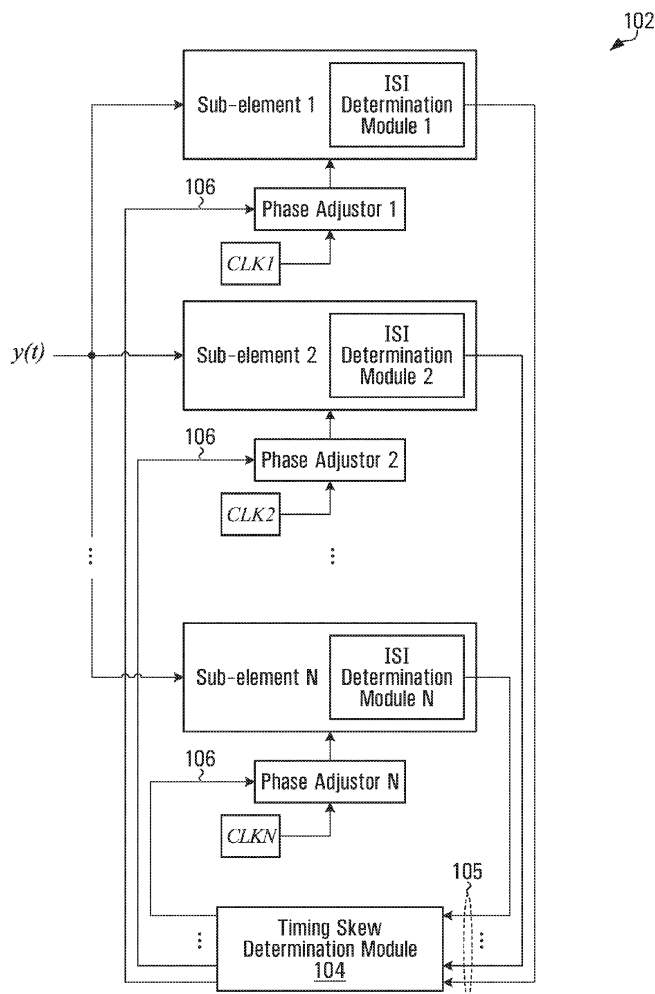 102
Sub-element 1
ISI
Determination
Module 1
106
Phase Adjustor 1
CLK1
y(t)
Sub-element 2
ISI
Determination
Module 2
106
Phase Adjustor 2
CLK2
...
...
Sub-element N
ISI
Determination
Module N
106
Phase Adjustor N
CLKN
105
Timing Skew
Determination Module
104
...
...